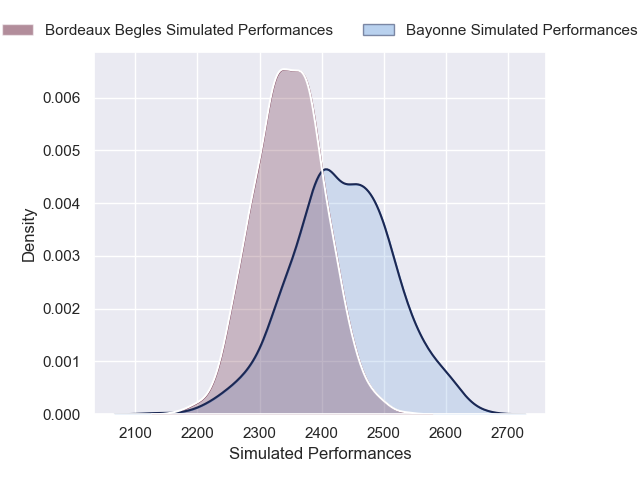 Bordeaux Begles Simulated Performances
Bayonne Simulated Performances
0.006
0.005
0.004
0.003
0.002
0.001
0.000
Density
2100 2200 2300 2400 2500 2600 2700
Simulated Performances